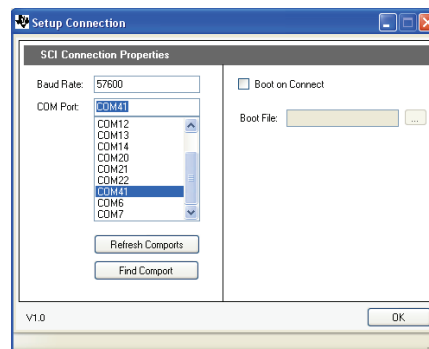 Setup Connection
SCI Connection Properties
Baud Rate: 57600
COM Port: COM41
COM12
COM13
COM14
COM20
COM21
COM22
COM41
COM6
COM7
Refresh Comports
Find Comport
Boot on Connect
Boot File: ...
V1.0
OK